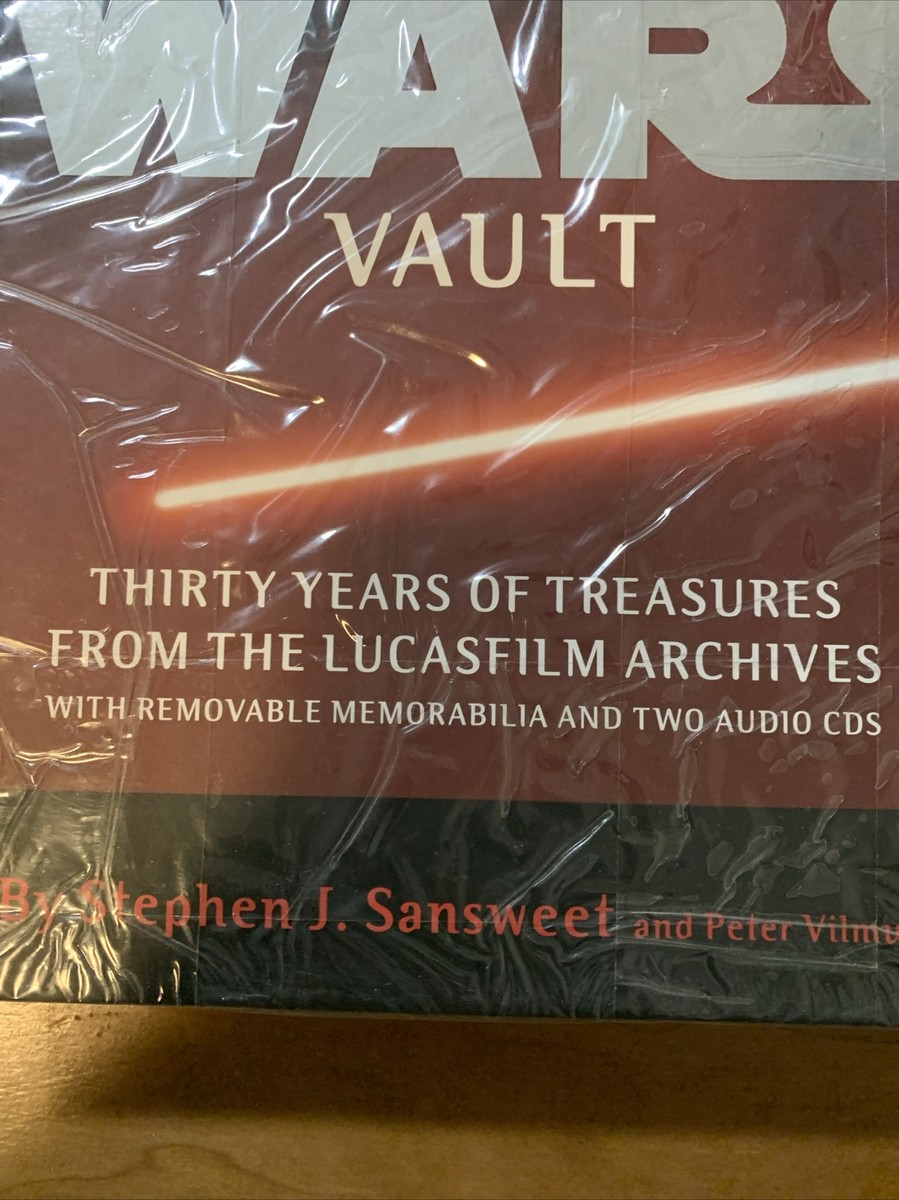 WARS
VAULT
THIRTY YEARS OF TREASURES
FROM THE LUCASFILM ARCHIVES
WITH REMOVABLE MEMORABILIA AND TWO AUDIO CDS
By Stephen J. Sansweet and Peter